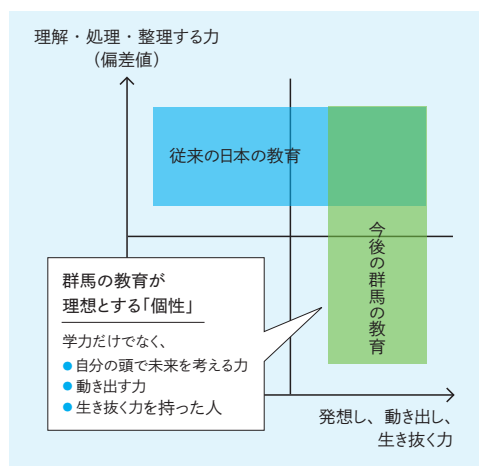 理解・処理・整理する力
（偏差値）
従来の日本の教育
今後の群馬の教育
群馬の教育が
理想とする「個性」
学力だけでなく、
●自分の頭で未来を考える力
●動き出す力
●生き抜く力を持った人
発想し、動き出し、
生き抜く力